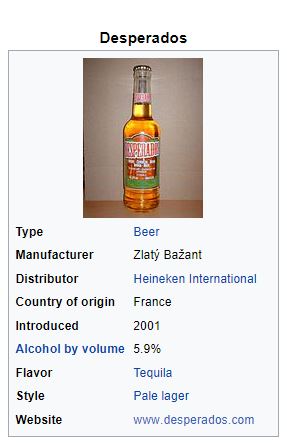 Desperados
DESPERADOS
Type Beer
Manufacturer Zlatý Bažant
Distributor Heineken International
Country of origin France
Introduced 2001
Alcohol by volume 5.9%
Flavor Tequila
Style Pale lager
Website www.desperados.com